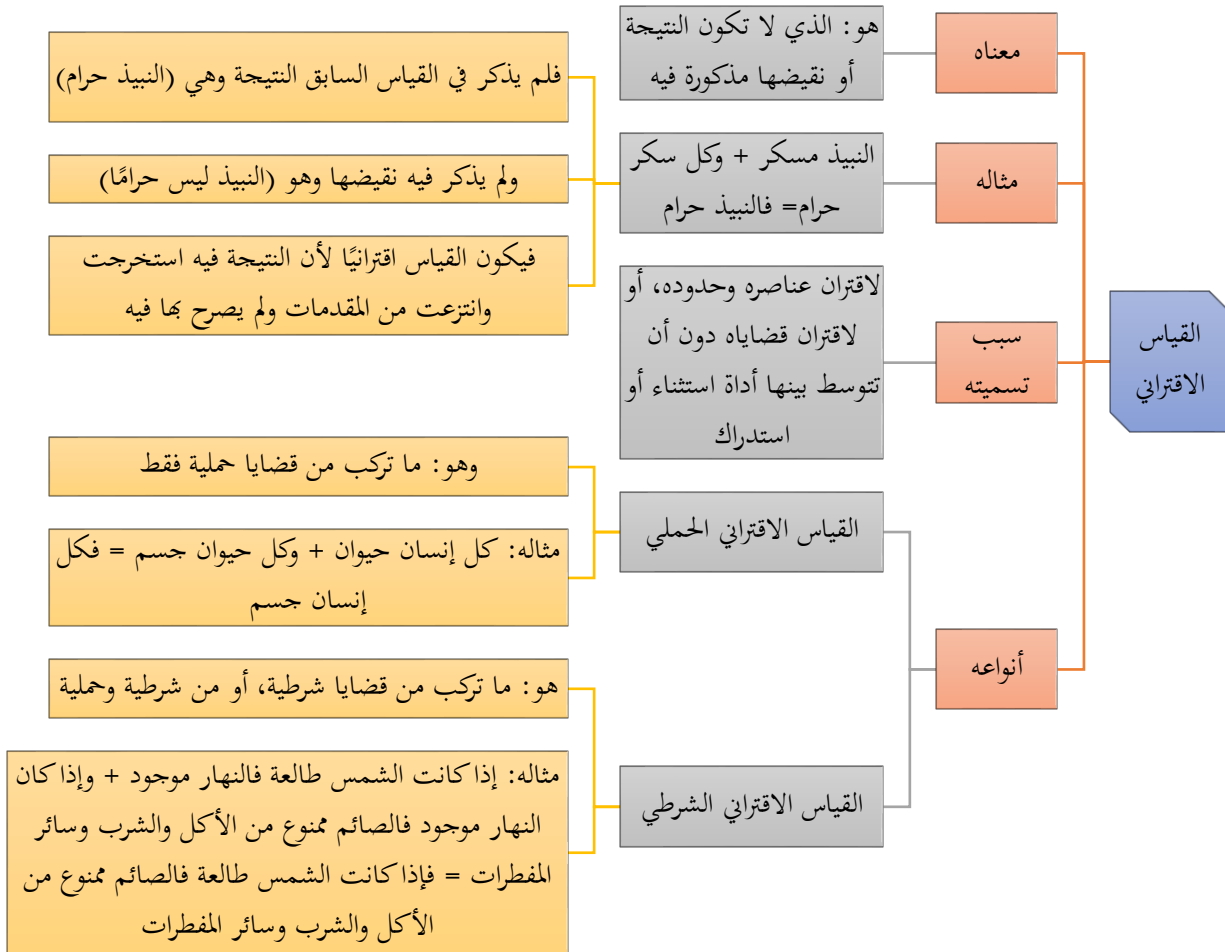 القياس
الاقتراني
معناه
هو: الذي لا تكون النتيجة
أو نقيضها مذكورة فيه
مثاله
النبيذ مسكر + وكل سكر
حرام= فالنبيذ حرام
فلم يذكر في القياس السابق النتيجة وهي (النبيذ حرام)
ولم يذكر فيه نقيضها وهو (النبيذ ليس حرامًا)
فيكون القياس اقترانيًا لأن النتيجة فيه استخرجت
وانتزعت من المقدمات ولم يصرح بها فيه
سبب
تسميته
لاقتران عناصره وحدوده، أو
لاقتران قضاياه دون أن
تتوسط بينها أداة استثناء أو
استدراك
أنواعه
القياس الاقتراني الحملي
وهو: ما تركب من قضايا حملية فقط
مثاله: كل إنسان حيوان + وكل حيوان جسم = فكل
إنسان جسم
القياس الاقتراني الشرطي
هو: ما تركب من قضايا شرطية، أو من شرطية وحملية
مثاله: إذا كانت الشمس طالعة فالنهار موجود + وإذا كان
النهار موجود فالصائم ممنوع من الأكل والشرب وسائر
المفطرات = فإذا كانت الشمس طالعة فالصائم ممنوع من
الأكل والشرب وسائر المفطرات